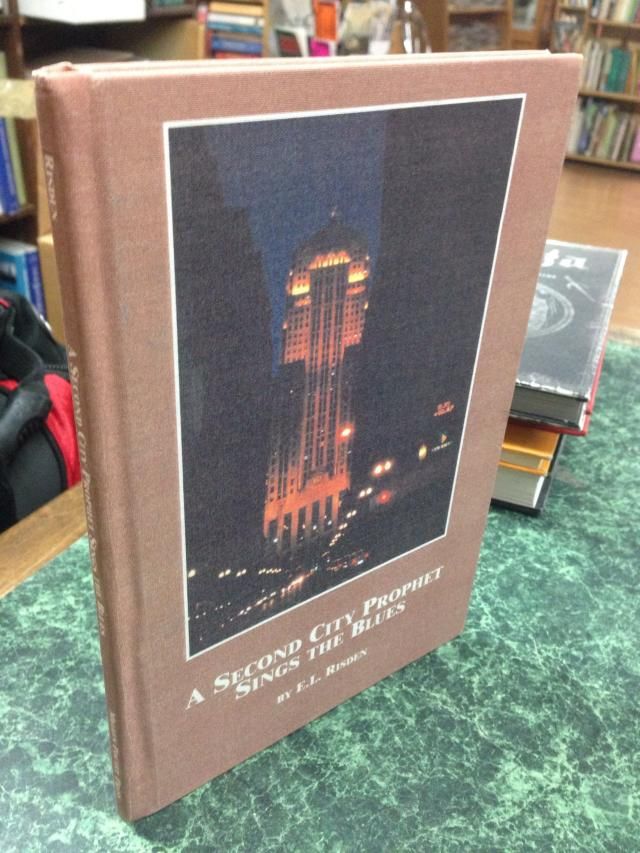 A Second City Prophet
Sings the Blues
by E.L. Risden
Risden
A Second City Prophet Sings the Blues